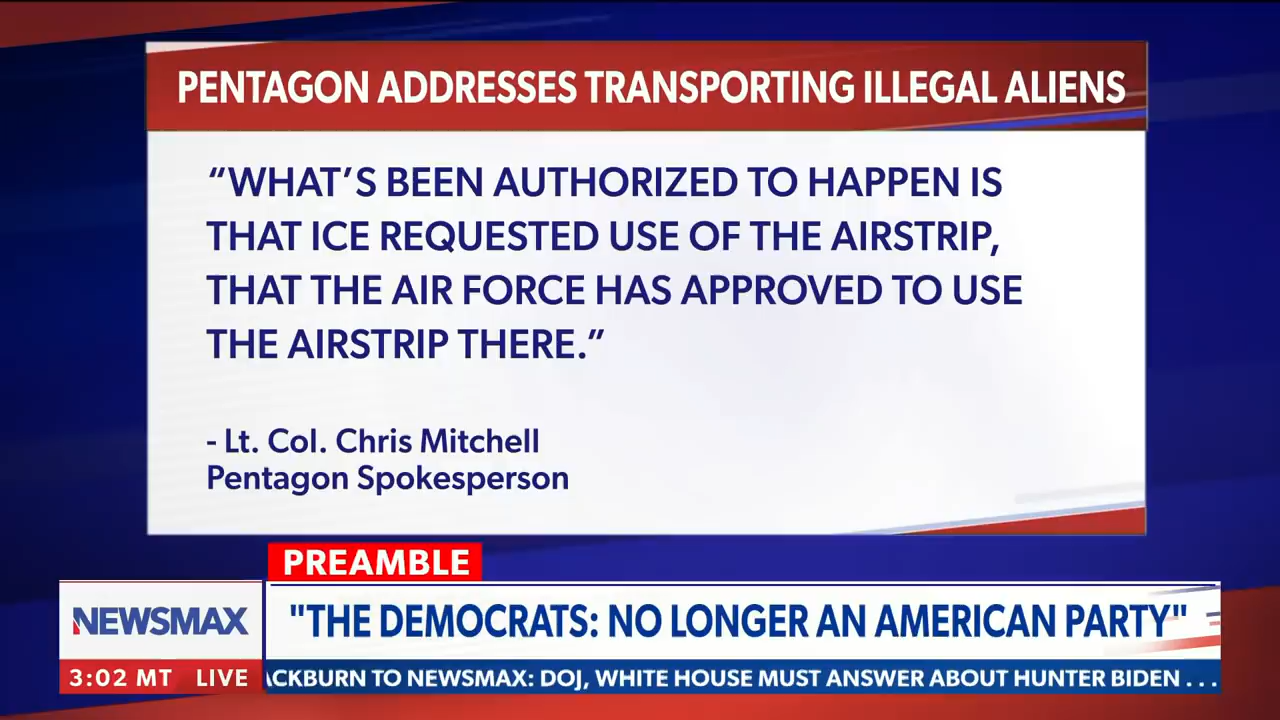 PENTAGON ADDRESSES TRANSPORTING ILLEGAL ALIENS
“WHAT’S BEEN AUTHORIZED TO HAPPEN IS
THAT ICE REQUESTED USE OF THE AIRSTRIP,
THAT THE AIR FORCE HAS APPROVED TO USE
THE AIRSTRIP THERE.”
- Lt. Col. Chris Mitchell
Pentagon Spokesperson
PREAMBLE
NEWSMAX
"THE DEMOCRATS: NO LONGER AN AMERICAN PARTY"
3:02 MT LIVE
ACKBURN TO NEWSMAX: DOJ, WHITE HOUSE MUST ANSWER ABOUT HUNTER BIDEN . . .